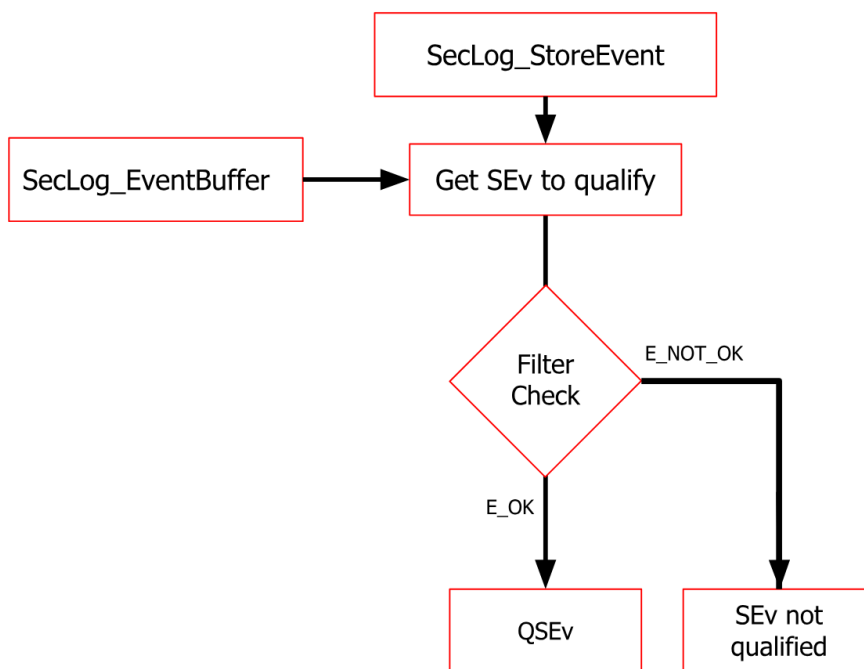 SecLog_StoreEvent
SecLog_EventBuffer
Get SEv to qualify
Filter
Check
E_NOT_OK
E_OK
QSEv
SEv not
qualified